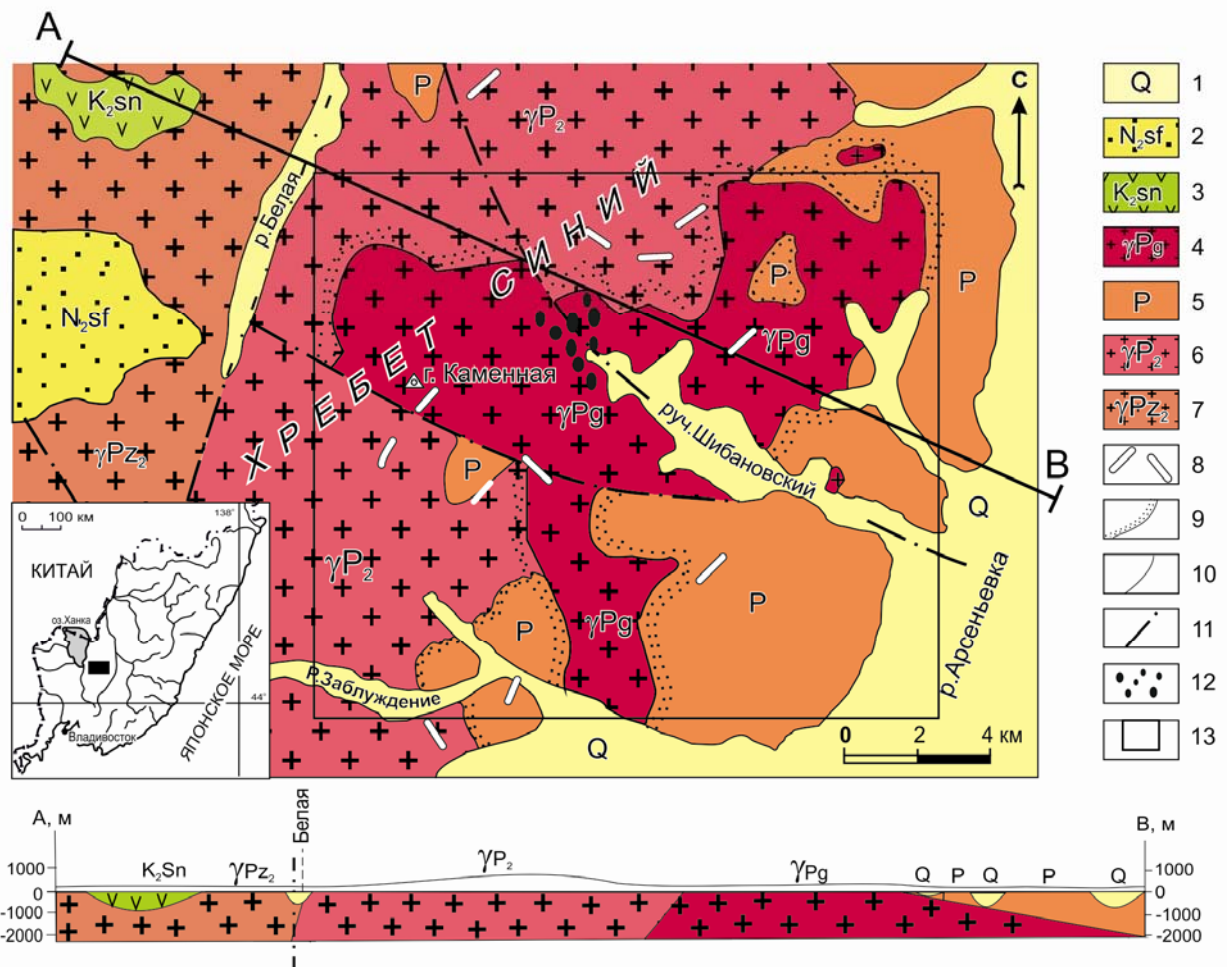 A
K₂sn
P
γP₂
С
р.Белая
ХРЕБЕТ СИНИЙ
P
P
N₂sf
γPg
г. Каменная
γPg
руч.Шибановский
γPz₂
P
B
Q
γP₂
P
р.Арсеньевка
P
γPg
Р.Заблуждение
Q
0 2 4 км
0 100 км
138°
КИТАЙ
оз.Ханка
ЯПОНСКОЕ МОРЕ
44°
Владивосток
Q 1
N₂sf 2
K₂sn 3
γPg 4
P 5
γP₂ 6
γPz₂ 7
8
9
10
11
12
13
А, м
Белая
В, м
1000
0
-1000
-2000
K₂Sn
γPz₂
γP₂
γPg
Q
P
Q
P
Q
1000
0
-1000
-2000